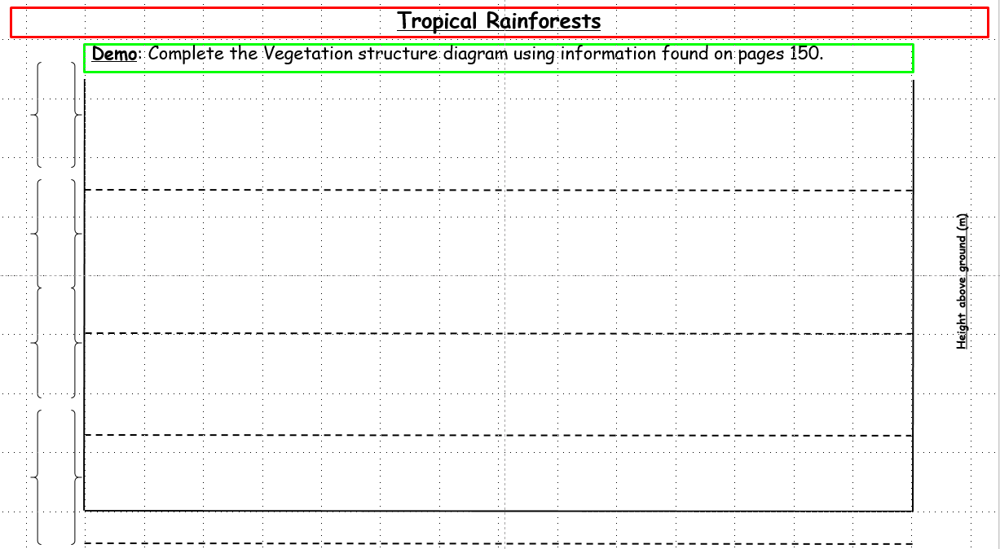 Tropical Rainforests
Demo: Complete the Vegetation structure diagram using information found on pages 150.
Height above ground (m)